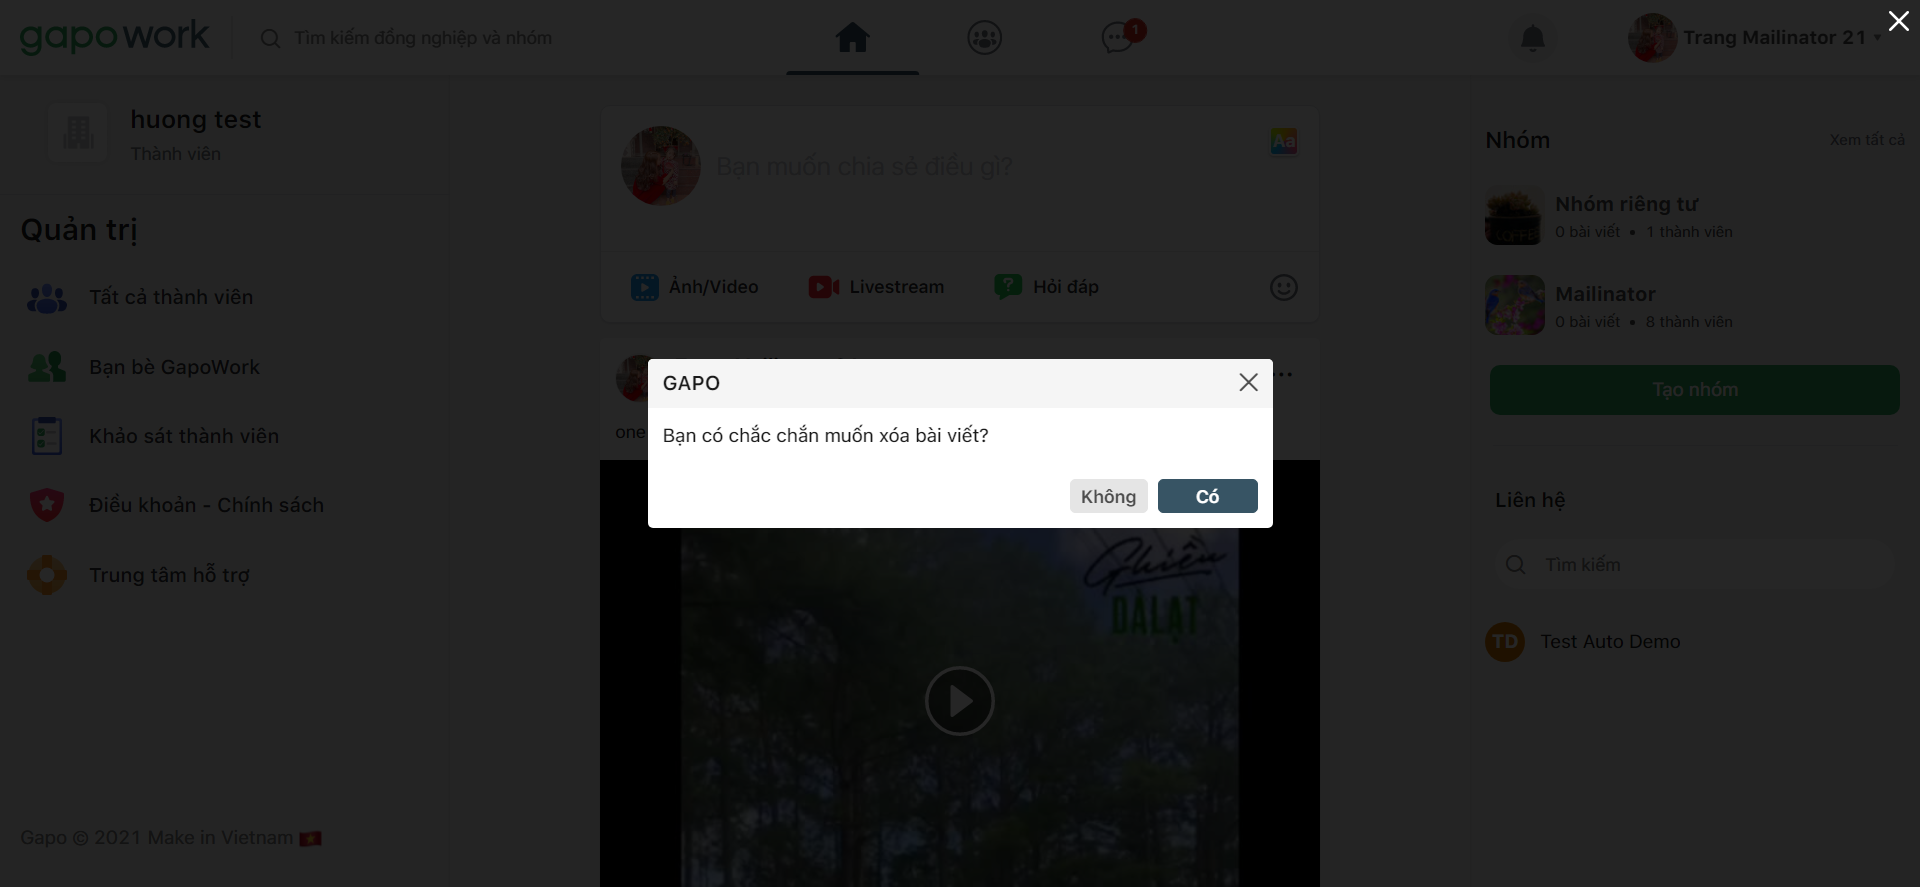 gapowork
Tìm kiếm đồng nghiệp và nhóm
1
Trang Mailinator 21
huong test
Thành viên
Quản trị
Tất cả thành viên
Bạn bè GapoWork
Khảo sát thành viên
Điều khoản - Chính sách
Trung tâm hỗ trợ
Gapo © 2021 Make in Vietnam
Bạn muốn chia sẻ điều gì?
Aa
Ảnh/Video
Livestream
Hỏi đáp
one
GAPO
Bạn có chắc chắn muốn xóa bài viết?
Không
Có
Ghiền
ĐÀLẠT
Nhóm
Xem tất cả
Nhóm riêng tư
0 bài viết • 1 thành viên
Mailinator
0 bài viết • 8 thành viên
Tạo nhóm
Liên hệ
Tìm kiếm
TD
Test Auto Demo